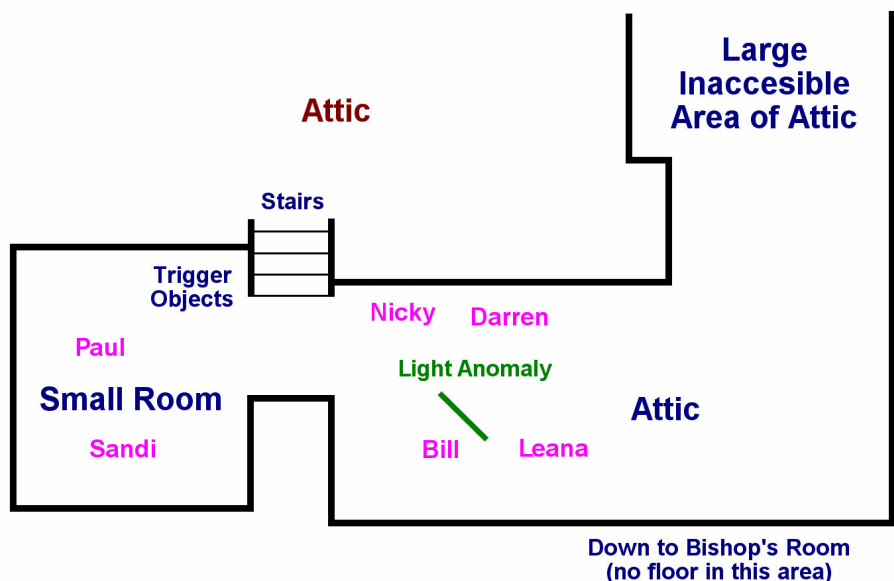 Large
Inaccesible
Area of Attic
Attic
Stairs
Trigger
Objects
Nicky
Darren
Paul
Light Anomaly
Small Room
Attic
Sandi
Bill
Leana
Down to Bishop's Room
(no floor in this area)